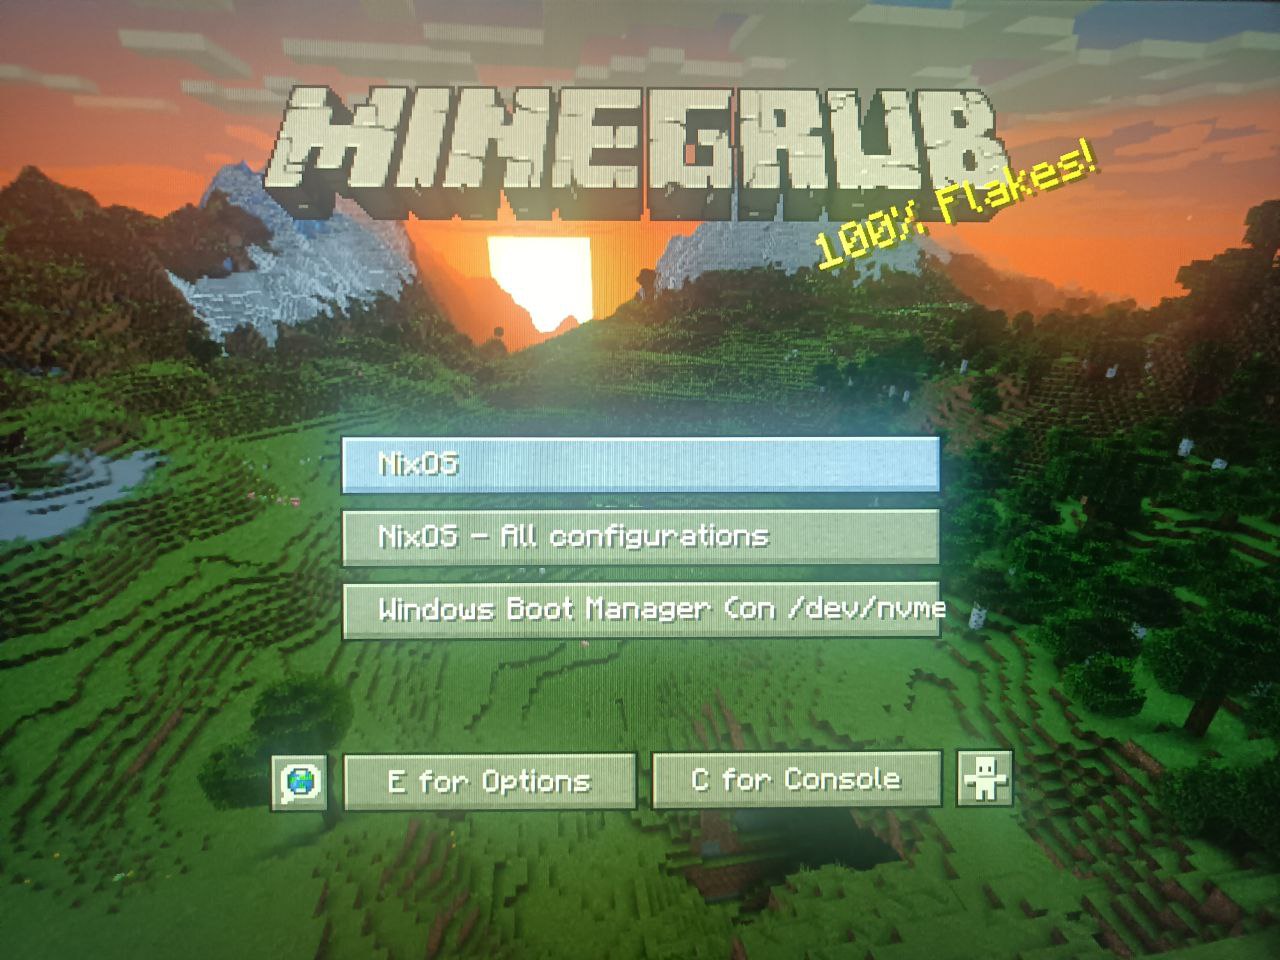 MINEGRUB
100% Flakes!
NixOS
NixOS - All configurations
Windows Boot Manager (on /dev/nvme
E for Options
C for Console